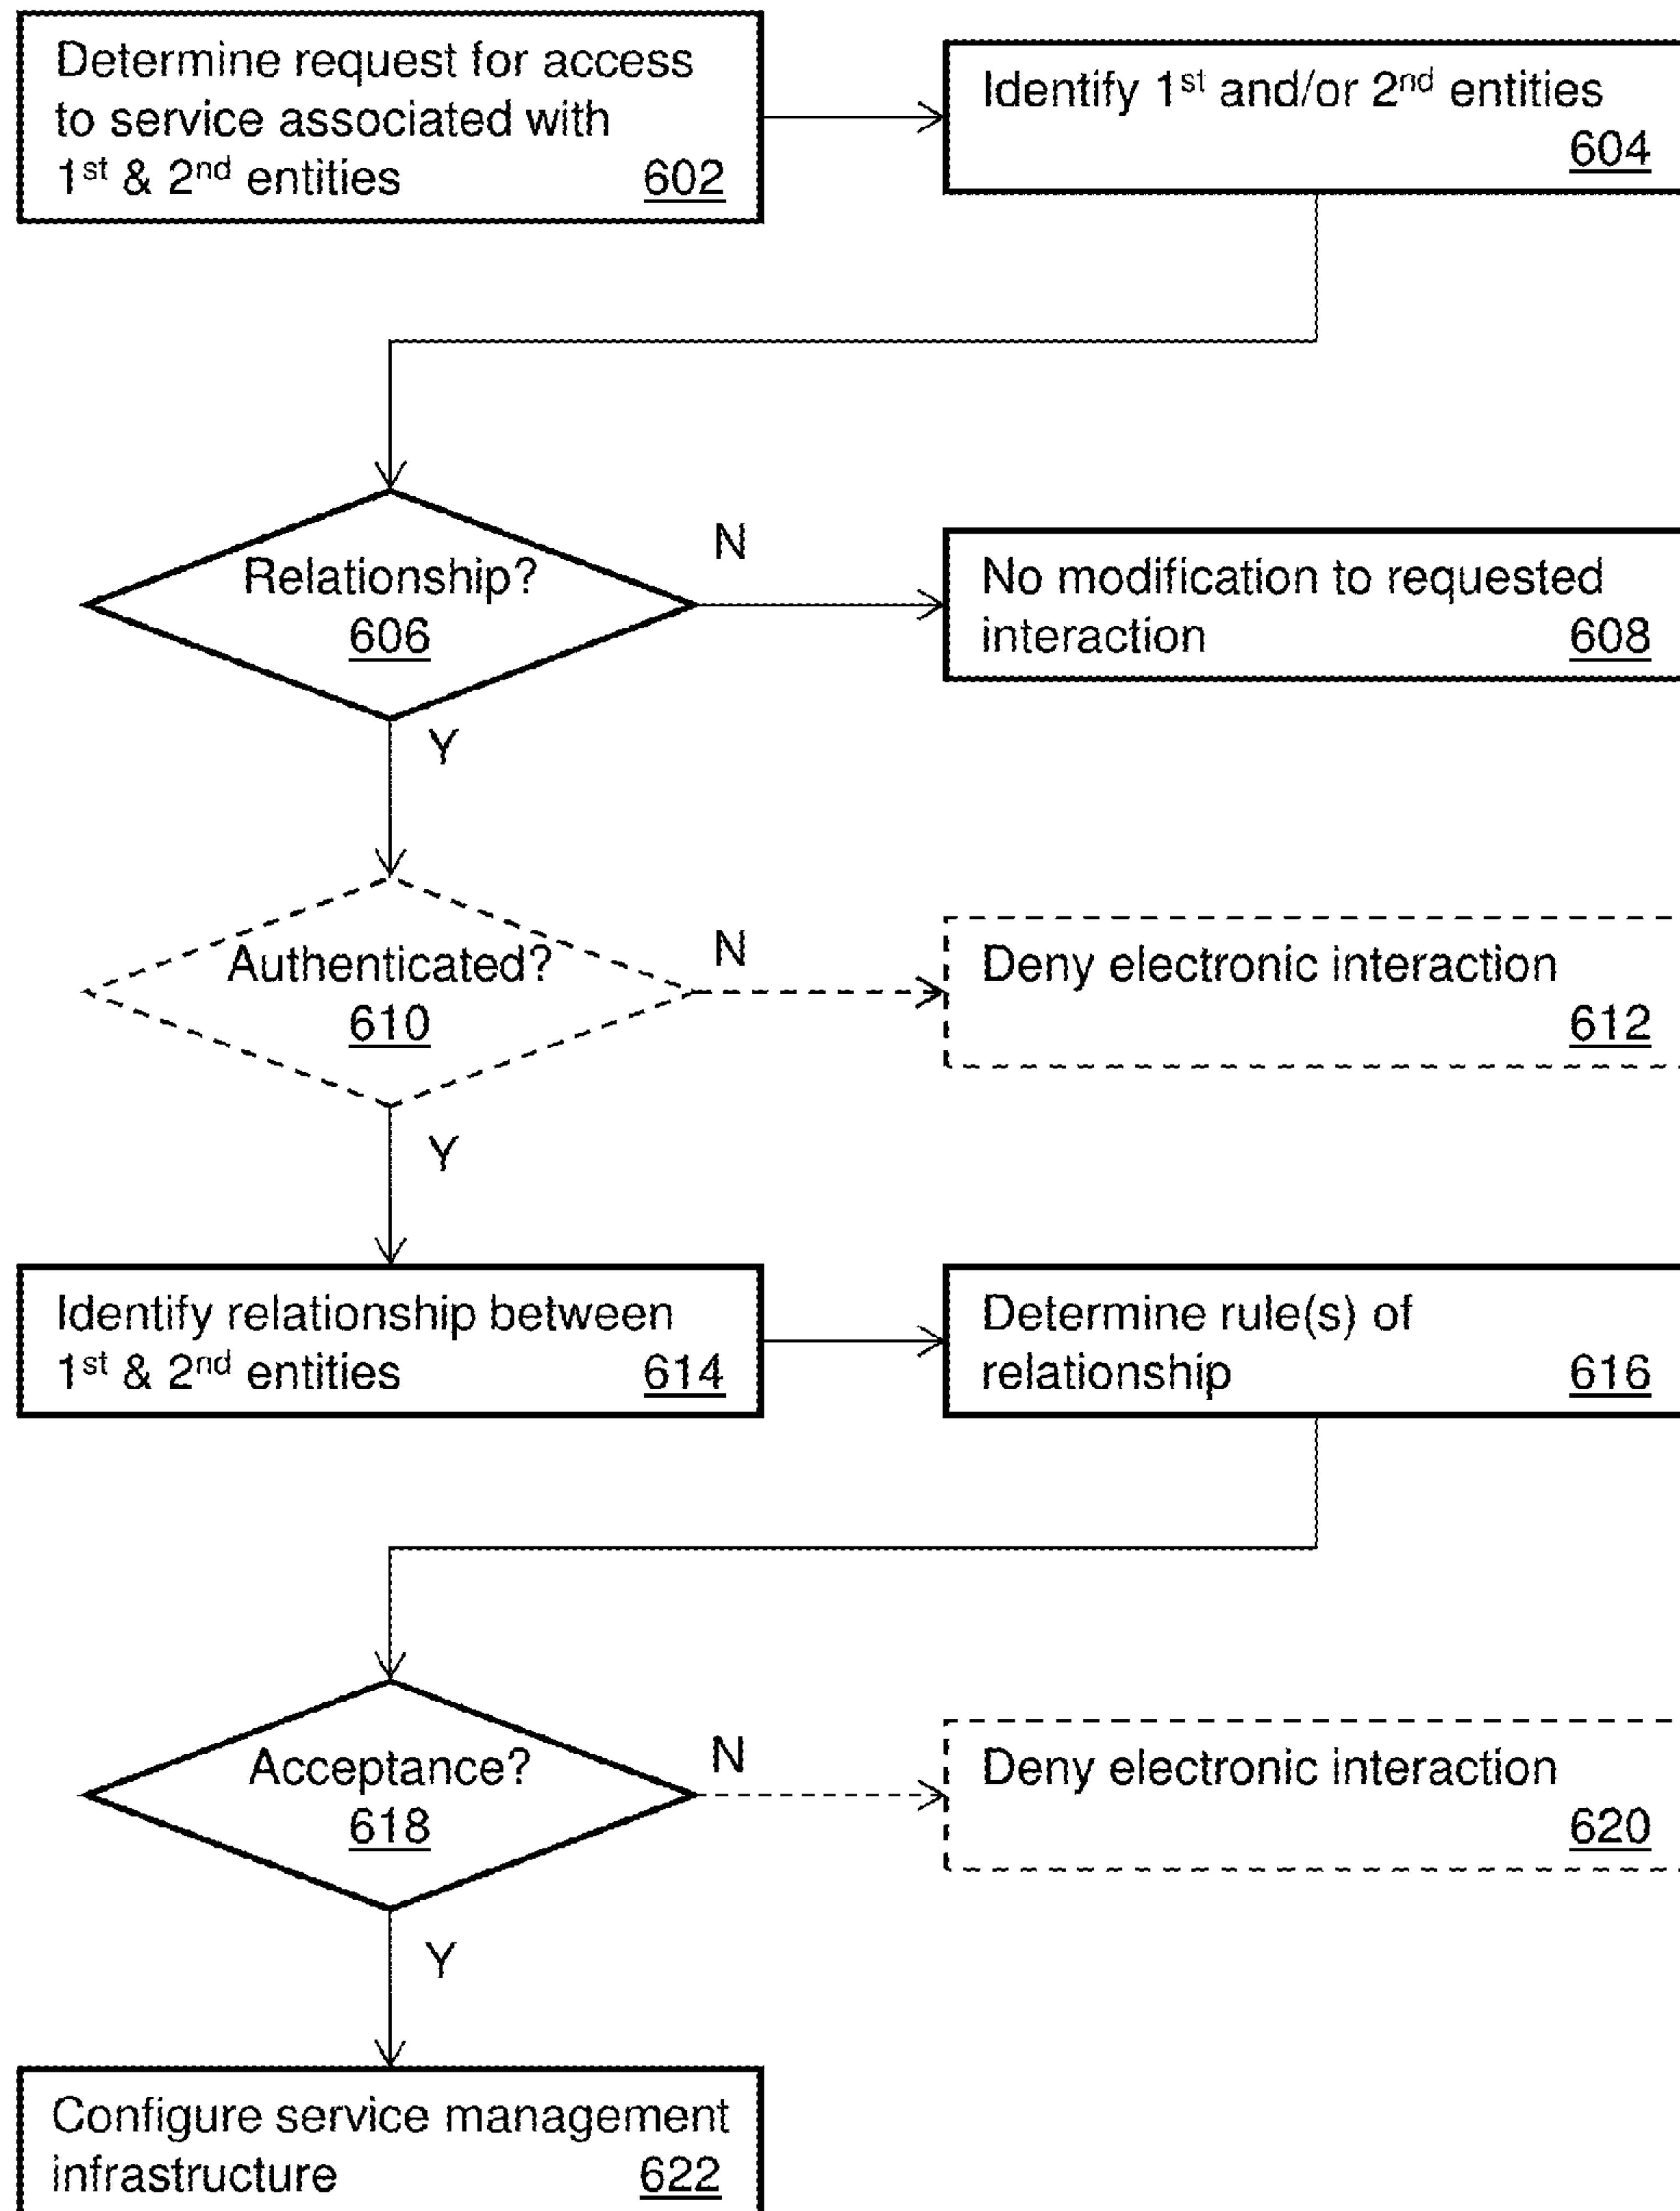 Determine request for access
to service associated with
1st & 2nd entities 602
Identify 1st and/or 2nd entities
604
Relationship?
606
N
No modification to requested
interaction 608
Y
Authenticated?
610
N
Deny electronic interaction
612
Y
Identify relationship between
1st & 2nd entities 614
Determine rule(s) of
relationship 616
Acceptance?
618
N
Deny electronic interaction
620
Y
Configure service management
infrastructure 622